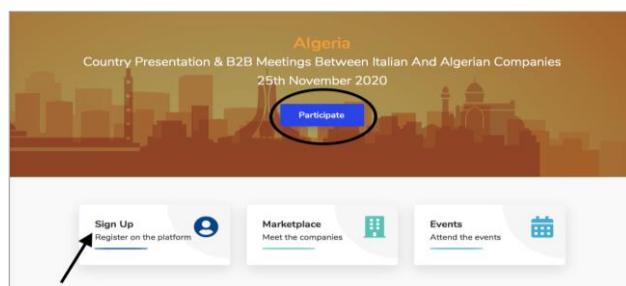 Algeria
Country Presentation & B2B Meetings Between Italian And Algerian Companies
25th November 2020
Participate
Sign Up
Register on the platform
Marketplace
Meet the companies
Events
Attend the events